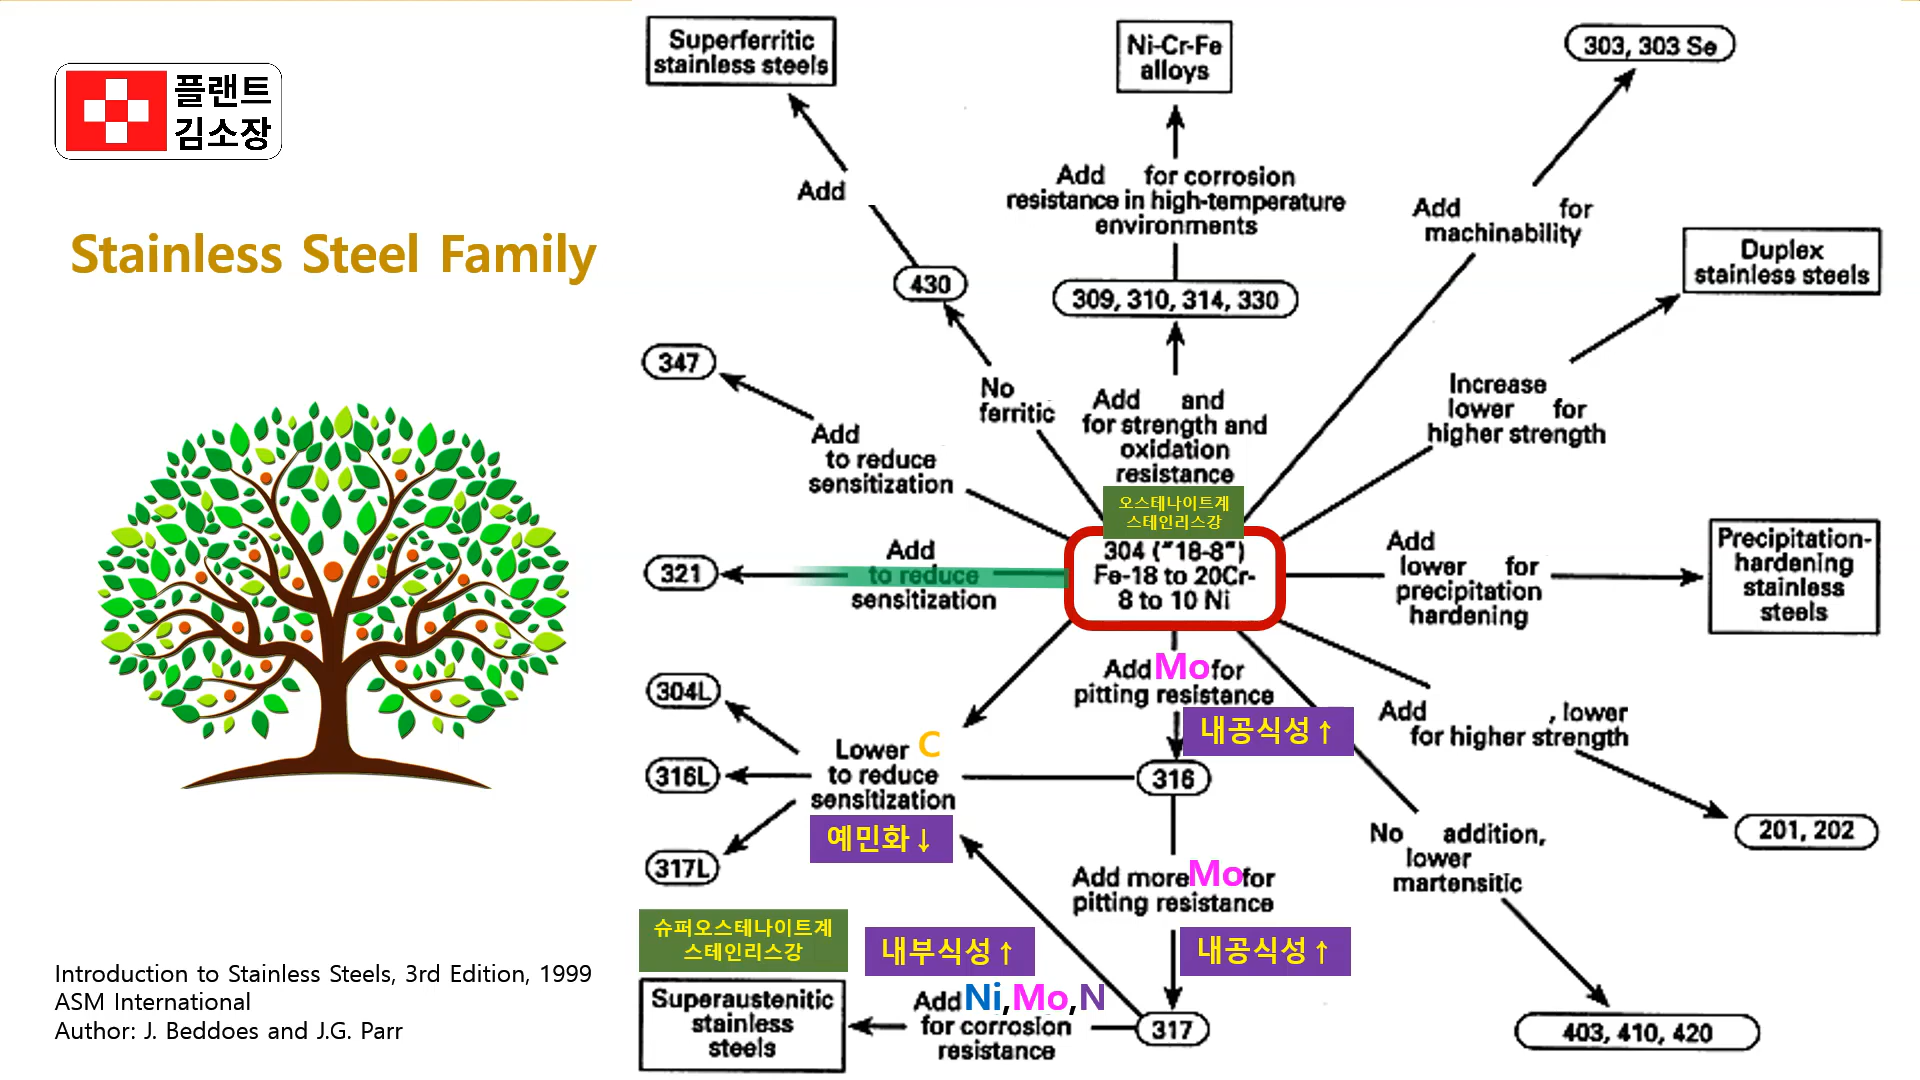 플랜트
김소장
Stainless Steel Family
Introduction to Stainless Steels, 3rd Edition, 1999
ASM International
Author: J. Beddoes and J.G. Parr
Superferritic
stainless steels
Ni-Cr-Fe
alloys
303, 303 Se
Add
Add for corrosion
resistance in high-temperature
environments
Add for
machinability
Duplex
stainless steels
430
309, 310, 314, 330
347
No
ferritic
Add and
for strength and
oxidation
resistance
Increase
lower for
higher strength
Add
to reduce
sensitization
오스테나이트계
스테인리스강
304 ("18-8")
Fe-18 to 20Cr-
8 to 10 Ni
321
Add
to reduce
sensitization
Add
lower for
precipitation
hardening
Precipitation-
hardening
stainless
steels
Add Mo for
pitting resistance
내공식성↑
304L
316L
317L
Lower C
to reduce
sensitization
예민화↓
316
Add , lower
for higher strength
201, 202
No addition,
lower
martensitic
403, 410, 420
Add more Mo for
pitting resistance
내공식성↑
317
슈퍼오스테나이트계
스테인리스강
내부식성↑
Superaustenitic
stainless
steels
Add Ni,Mo,N
for corrosion
resistance